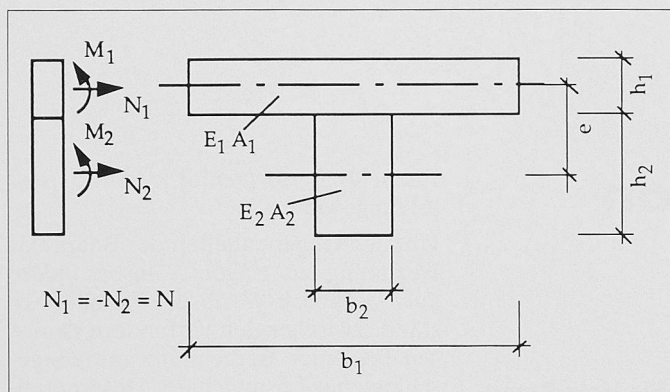 M₁
N₁
M₂
N₂
E₁ A₁
E₂ A₂
h₁
e
h₂
b₂
N₁ = -N₂ = N
b₁